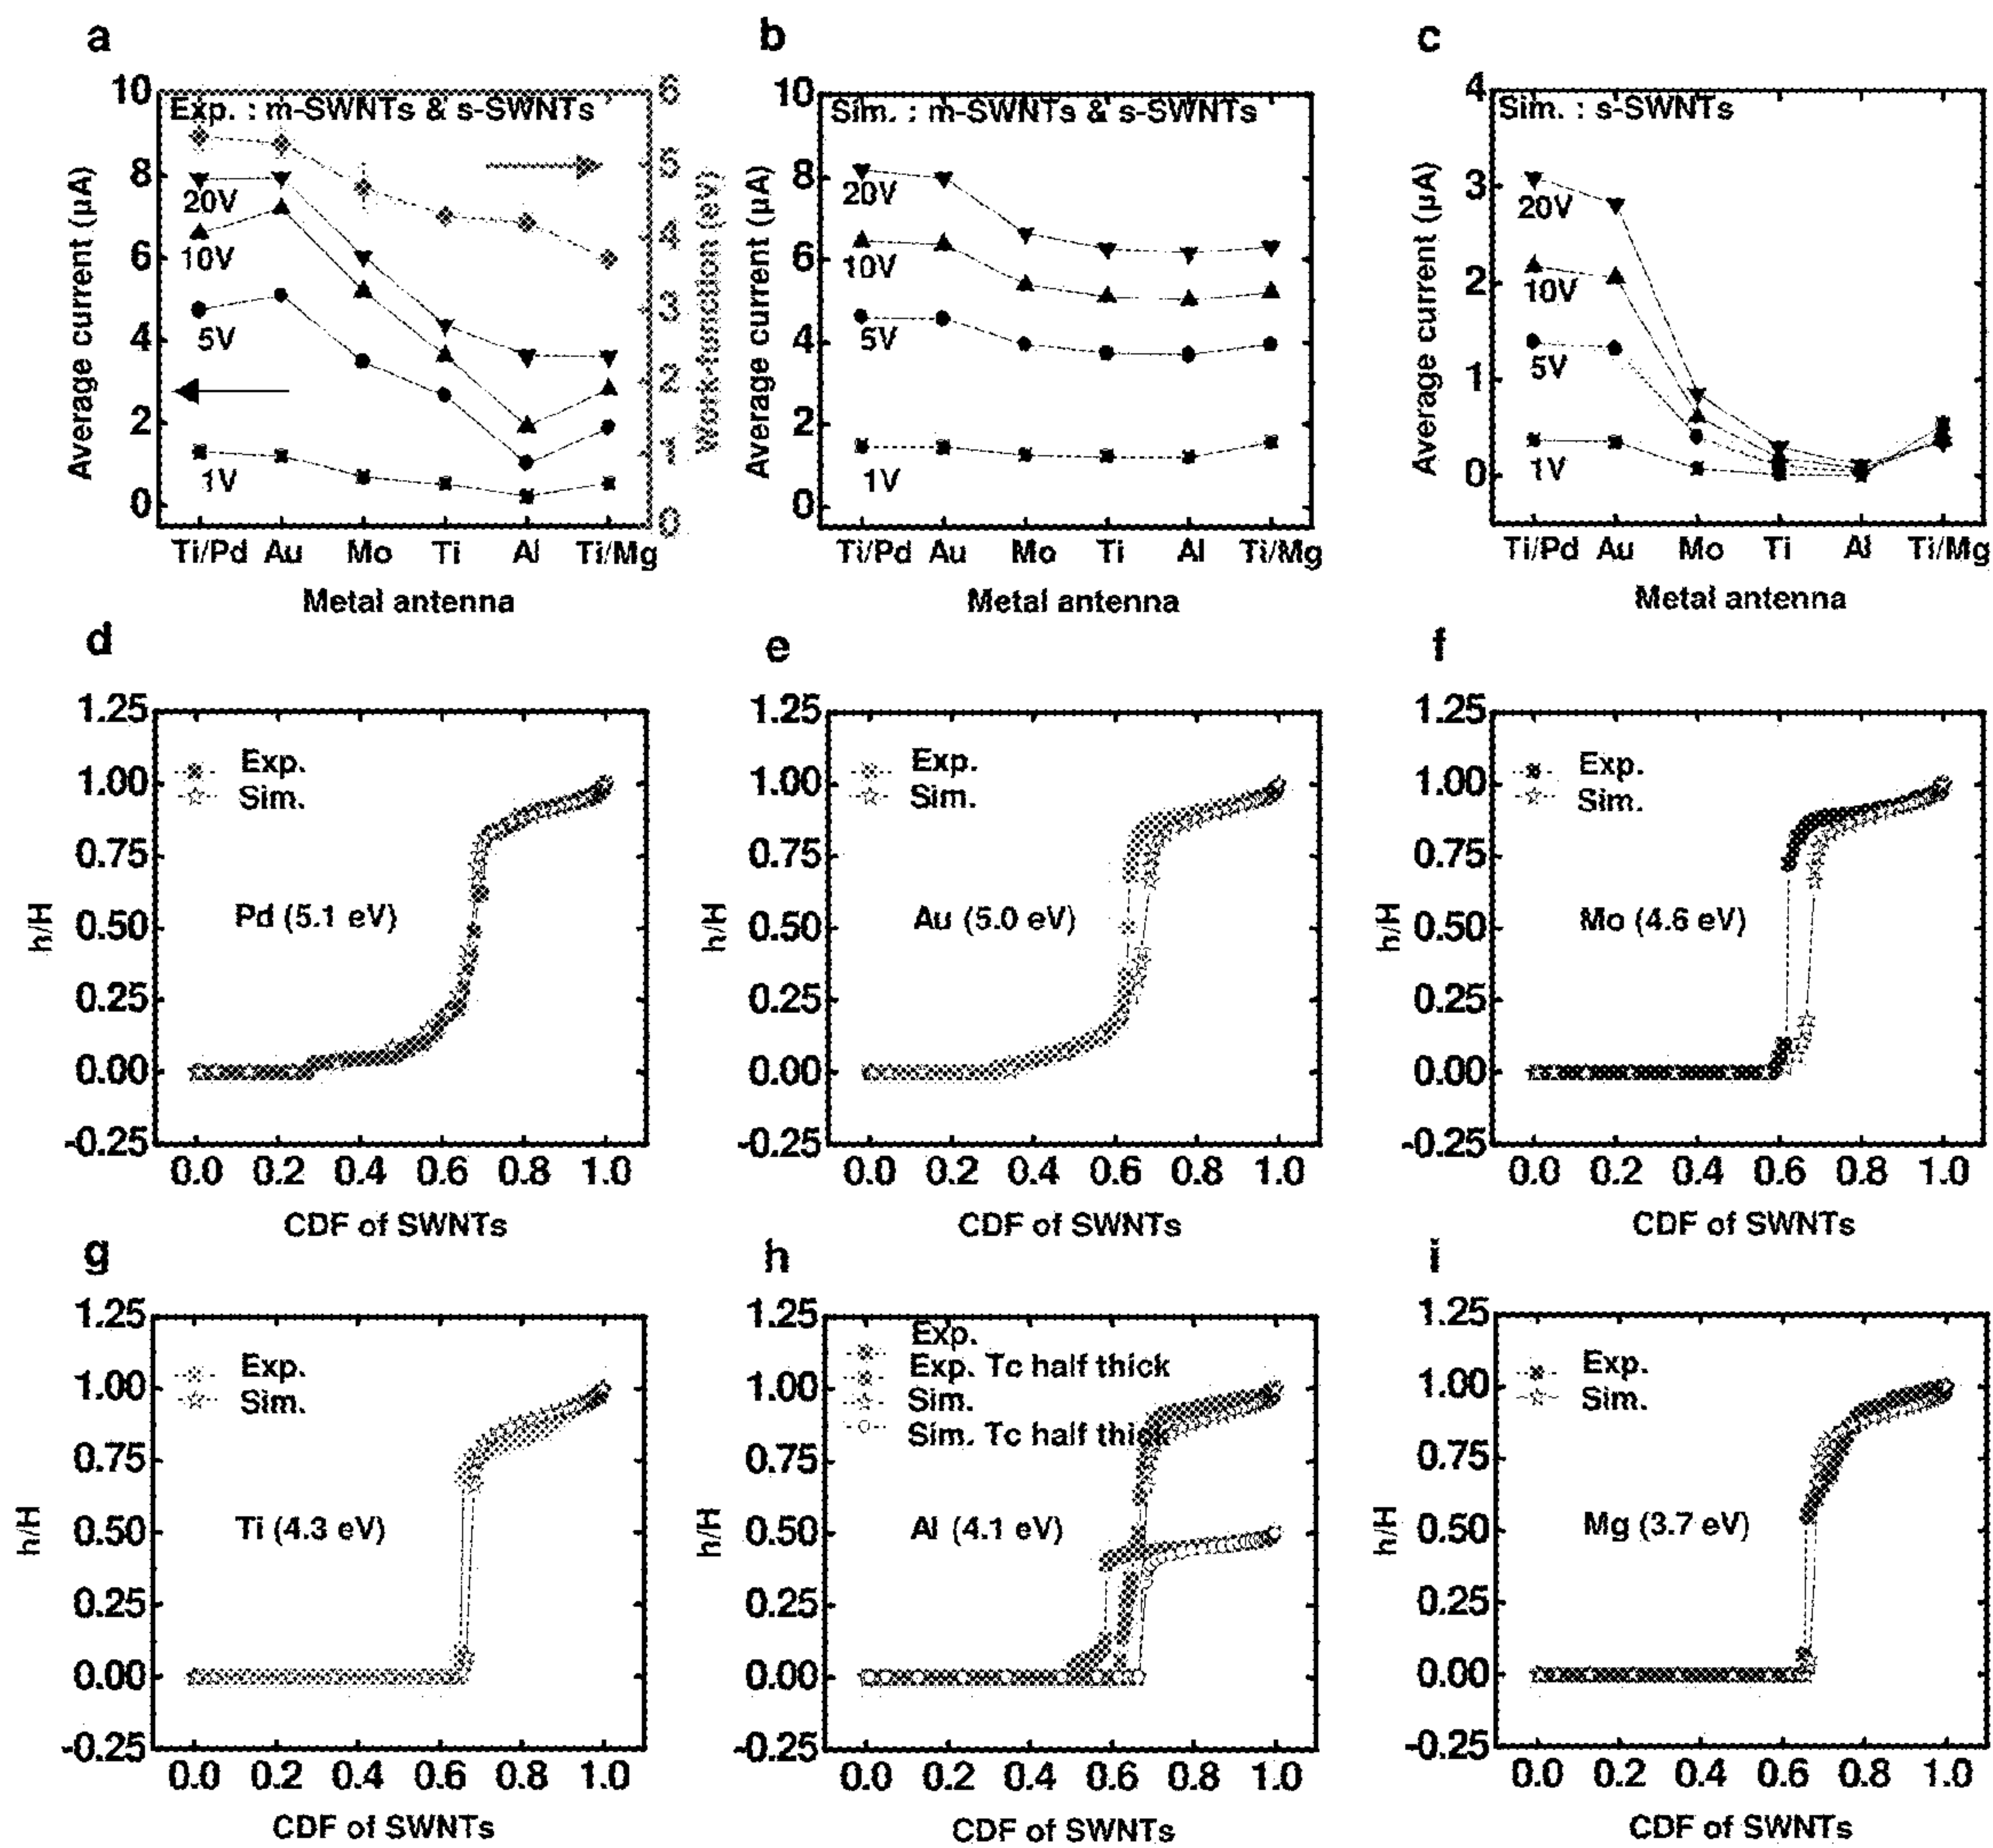 a
10
8
6
4
2
0
Average current (μA)
Exp. : m-SWNTs & s-SWNTs
20V
10V
5V
1V
6
5
4
3
2
1
0
Work-function (eV)
Ti/Pd Au Mo Ti Al Ti/Mg
Metal antenna
b
10
8
6
4
2
0
Average current (μA)
Sim. : m-SWNTs & s-SWNTs
20V
10V
5V
1V
Ti/Pd Au Mo Ti Al Ti/Mg
Metal antenna
c
4
3
2
1
0
Average current (μA)
Sim. : s-SWNTs
20V
10V
5V
1V
Ti/Pd Au Mo Ti Al Ti/Mg
Metal antenna
d
1.25
1.00
0.75
0.50
0.25
0.00
-0.25
h/H
Exp.
Sim.
Pd (5.1 eV)
0.0 0.2 0.4 0.6 0.8 1.0
CDF of SWNTs
e
1.25
1.00
0.75
0.50
0.25
0.00
-0.25
h/H
Exp.
Sim.
Au (5.0 eV)
0.0 0.2 0.4 0.6 0.8 1.0
CDF of SWNTs
f
1.25
1.00
0.75
0.50
0.25
0.00
-0.25
h/H
Exp.
Sim.
Mo (4.6 eV)
0.0 0.2 0.4 0.6 0.8 1.0
CDF of SWNTs
g
1.25
1.00
0.75
0.50
0.25
0.00
-0.25
h/H
Exp.
Sim.
Ti (4.3 eV)
0.0 0.2 0.4 0.6 0.8 1.0
CDF of SWNTs
h
1.25
1.00
0.75
0.50
0.25
0.00
-0.25
h/H
Exp.
Exp. Tc half thick
Sim.
Sim. Tc half thick
Al (4.1 eV)
0.0 0.2 0.4 0.6 0.8 1.0
CDF of SWNTs
i
1.25
1.00
0.75
0.50
0.25
0.00
-0.25
h/H
Exp.
Sim.
Mg (3.7 eV)
0.0 0.2 0.4 0.6 0.8 1.0
CDF of SWNTs